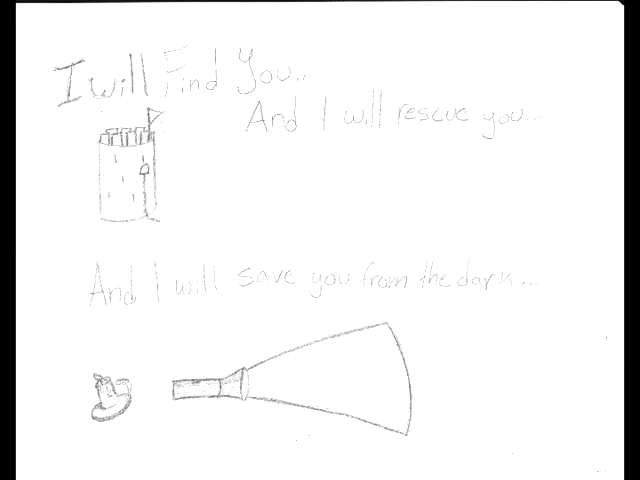 I will Find You...
And I will rescue you...
And I will save you from the dark...